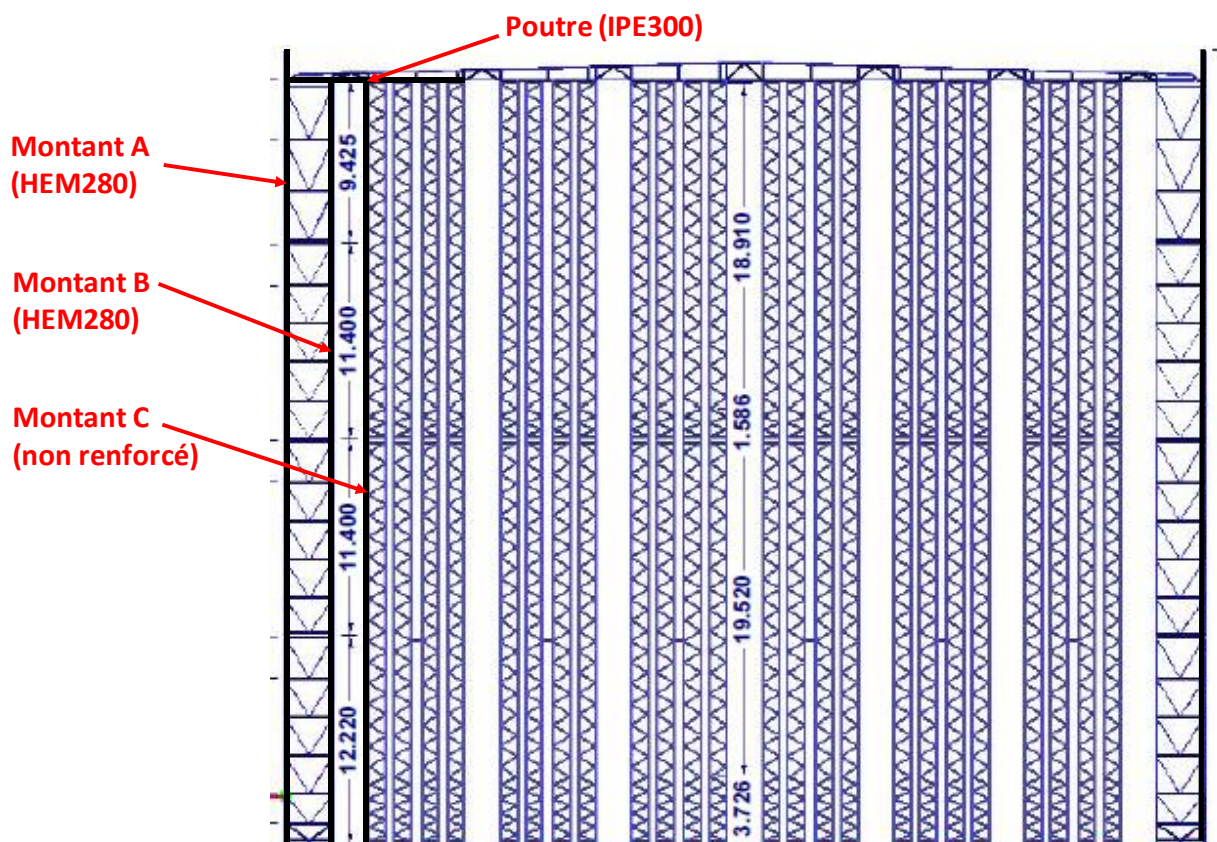 Poutre (IPE300)
Montant A
(HEM280)
Montant B
(HEM280)
Montant C
(non renforcé)
9.425
11.400
11.400
12.220
18.910
1.586
19.520
3.726